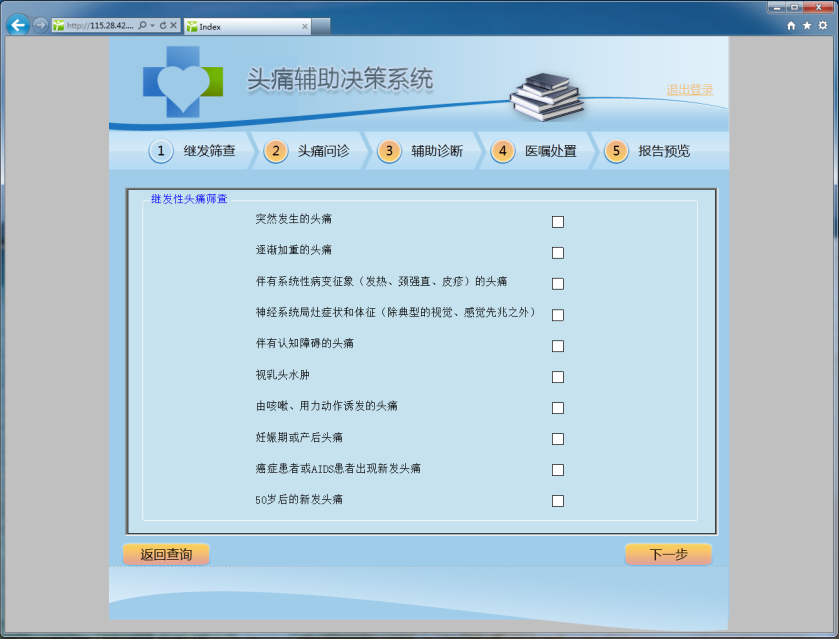 http://115.28.42....
Index
头痛辅助决策系统
退出登录
1 继发筛查 2 头痛问诊 3 辅助诊断 4 医嘱处置 5 报告预览
继发性头痛筛查
突然发生的头痛
逐渐加重的头痛
伴有系统性病变征象（发热、颈强直、皮疹）的头痛
神经系统局灶症状和体征（除典型的视觉、感觉先兆之外）
伴有认知障碍的头痛
视乳头水肿
由咳嗽、用力动作诱发的头痛
妊娠期或产后头痛
癌症患者或AIDS患者出现新发头痛
50岁后的新发头痛
返回查询
下一步